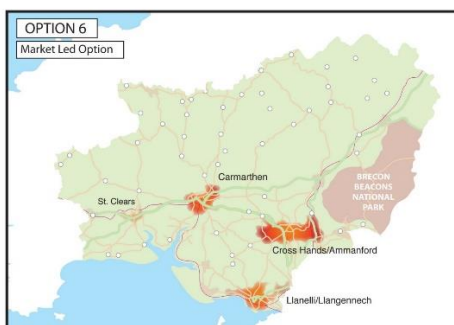 OPTION 6
Market Led Option
Carmarthen
St. Clears
BRECON
BEACONS
NATIONAL
PARK
Cross Hands/Ammanford
Llanelli/Llangennech